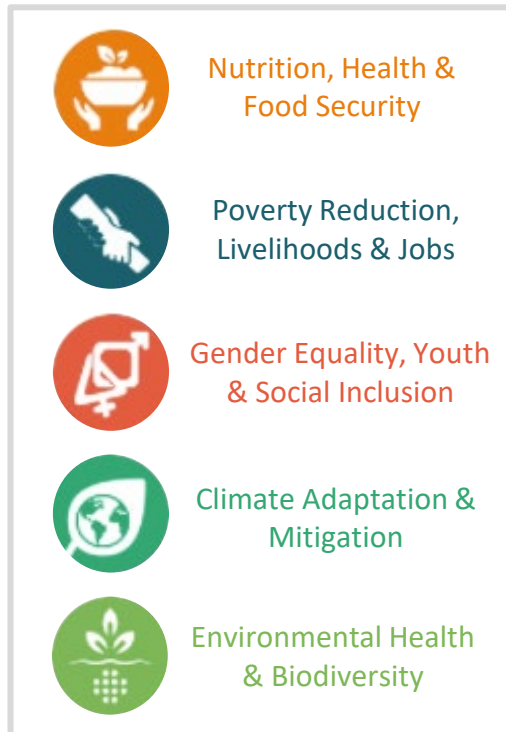 Nutrition, Health &
Food Security
Poverty Reduction,
Livelihoods & Jobs
Gender Equality, Youth
& Social Inclusion
Climate Adaptation &
Mitigation
Environmental Health
& Biodiversity